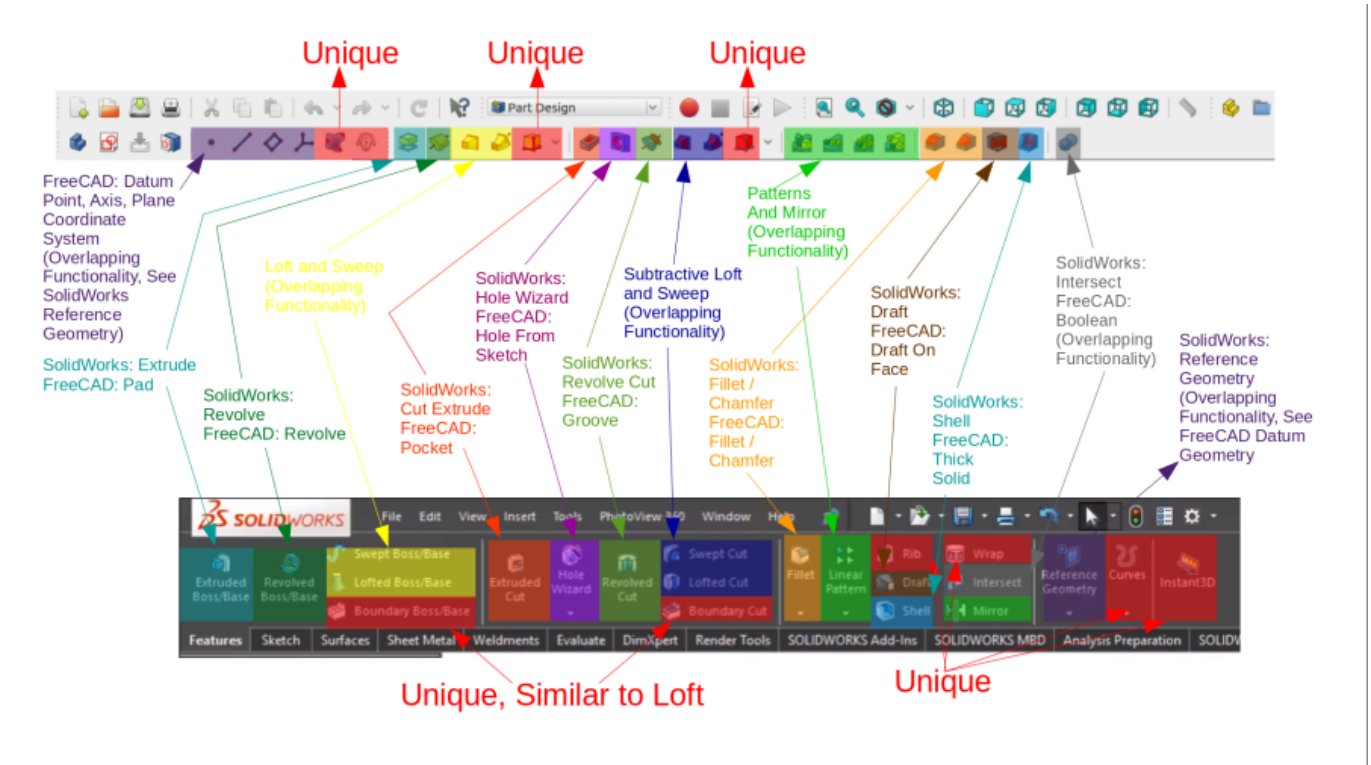 Unique
Unique
Unique
Part Design
FreeCAD: Datum
Point, Axis, Plane
Coordinate
System
(Overlapping
Functionality, See
SolidWorks
Reference
Geometry)
SolidWorks: Extrude
FreeCAD: Pad
SolidWorks:
Revolve
FreeCAD: Revolve
Loft and Sweep
(Overlapping
Functionality)
SolidWorks:
Cut Extrude
FreeCAD:
Pocket
SolidWorks:
Hole Wizard
FreeCAD:
Hole From
Sketch
SolidWorks:
Revolve Cut
FreeCAD:
Groove
Subtractive Loft
and Sweep
(Overlapping
Functionality)
Patterns
And Mirror
(Overlapping
Functionality)
SolidWorks:
Fillet /
Chamfer
FreeCAD:
Fillet /
Chamfer
SolidWorks:
Draft
FreeCAD:
Draft On
Face
SolidWorks:
Shell
FreeCAD:
Thick
Solid
SolidWorks:
Intersect
FreeCAD:
Boolean
(Overlapping
Functionality)
SolidWorks:
Reference
Geometry
(Overlapping
Functionality, See
FreeCAD Datum
Geometry
SOLIDWORKS File Edit View Insert Tools PhotoView 360 Window Help
Extruded
Boss/Base
Revolved
Boss/Base
Swept Boss/Base
Lofted Boss/Base
Boundary Boss/Base
Extruded
Cut
Hole
Wizard
Revolved
Cut
Swept Cut
Lofted Cut
Boundary Cut
Fillet
Linear
Pattern
Rib
Draft
Shell
Wrap
Intersect
Mirror
Reference
Geometry
Curves
Instant3D
Features Sketch Surfaces Sheet Metal Weldments Evaluate DimXpert Render Tools SOLIDWORKS Add-Ins SOLIDWORKS MBD Analysis Preparation
Unique, Similar to Loft
Unique